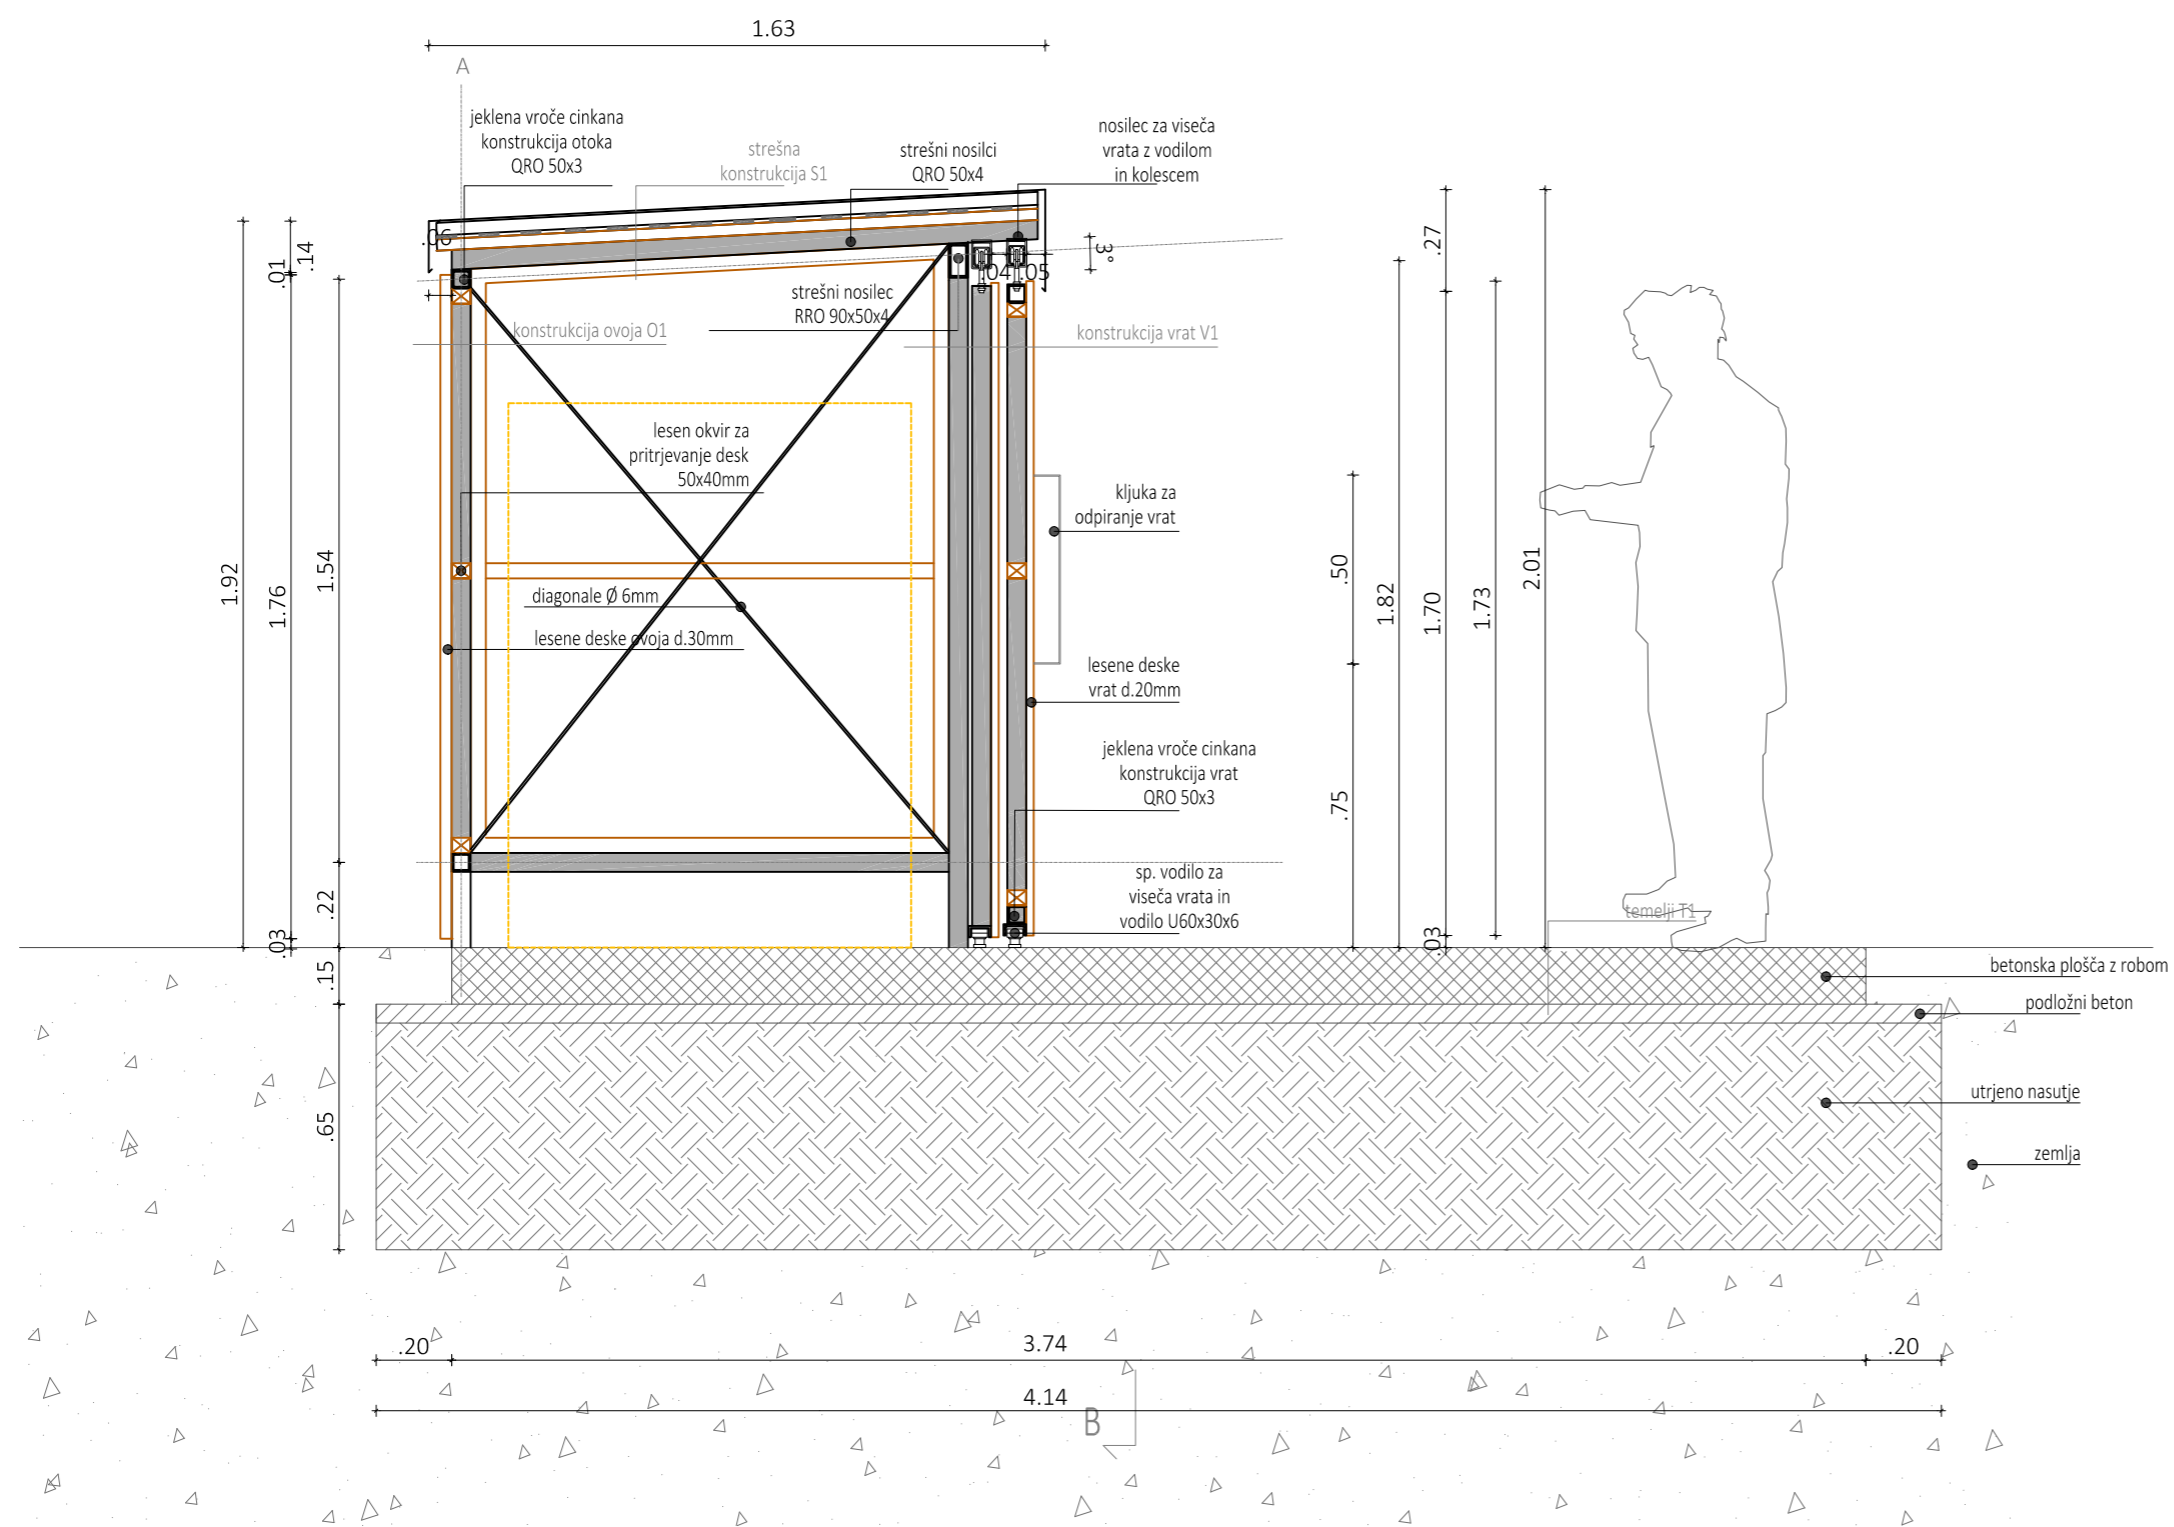 1.63
A
jeklena vroče cinkana
konstrukcija otoka
QRO 50x3
strešna
konstrukcija S1
strešni nosilci
QRO 50x4
nosilec za viseča
vrata z vodilom
in kolescem
.06
.14
.01
.27
3°
.04
.05
strešni nosilec
RRO 90x50x4
konstrukcija ovoja O1
konstrukcija vrat V1
lesen okvir za
pritrjevanje desk
50x40mm
kljuka za
odpiranje vrat
1.92
1.76
1.54
diagonale Ø 6mm
lesene deske ovoja d.30mm
.50
1.82
1.70
1.73
2.01
lesene deske
vrat d.20mm
jeklena vroče cinkana
konstrukcija vrat
QRO 50x3
.75
sp. vodilo za
viseča vrata in
vodilo U60x30x6
.22
.03
.03
temelji T1
.15
betonska plošča z robom
podložni beton
.65
utrjeno nasutje
zemlja
.20
3.74
.20
4.14
B